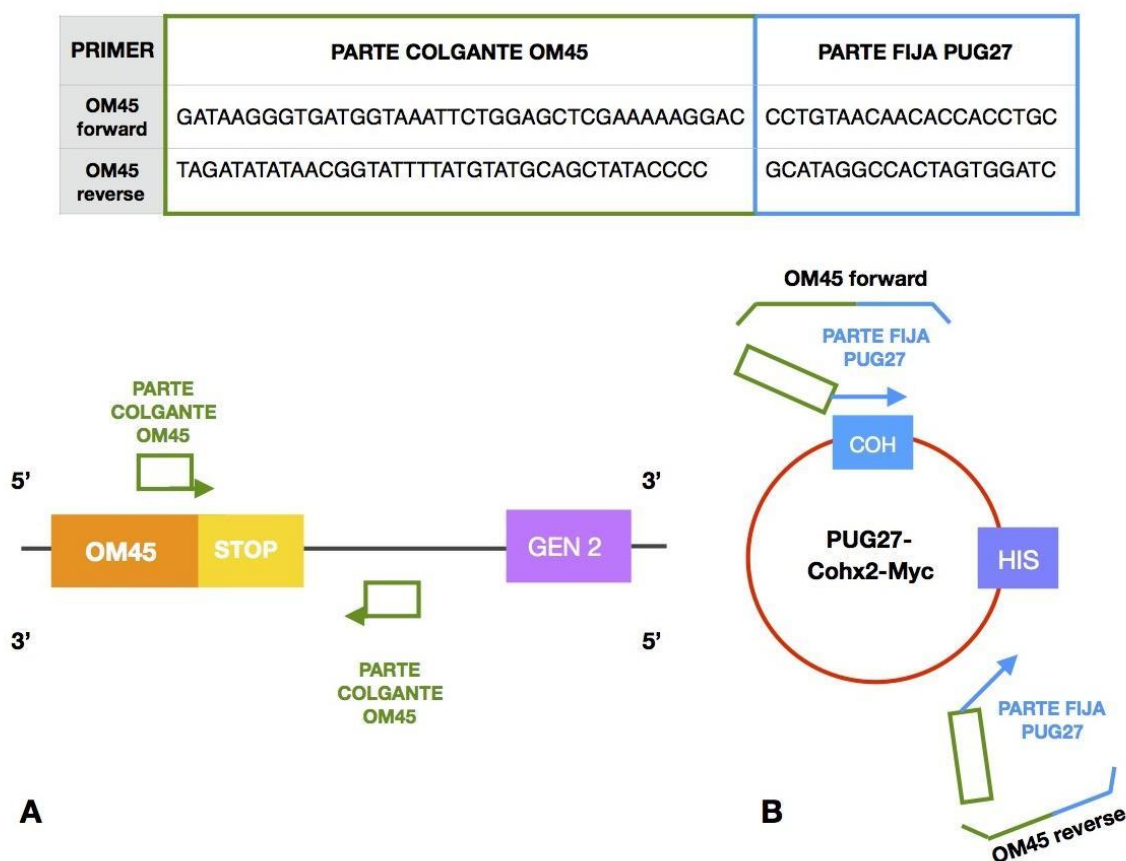 PRIMER PARTE COLGANTE OM45 PARTE FIJA PUG27
OM45
forward
GATAAGGGTGATGGTAAATTCTGGAGCTCGAAAAAGGAC CCTGTAACAACACCACCTGC
OM45
reverse
TAGATATATAACGGTATTTTATGTATGCAGCTATACCCC GCATAGGCCACTAGTGGATC
PARTE
COLGANTE
OM45
5'
3'
OM45
STOP
GEN 2
3'
5'
PARTE
COLGANTE
OM45
A
OM45 forward
PARTE FIJA
PUG27
COH
PUG27-
Cohx2-Myc
HIS
PARTE FIJA
PUG27
OM45 reverse
B